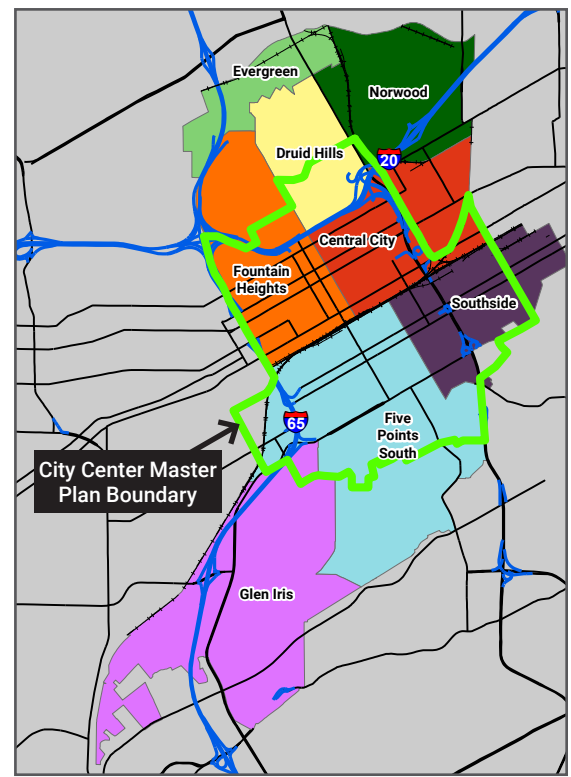 Evergreen
Norwood
Druid Hills
20
Central City
Fountain
Heights
Southside
65
Five
Points
South
City Center Master
Plan Boundary
Glen Iris